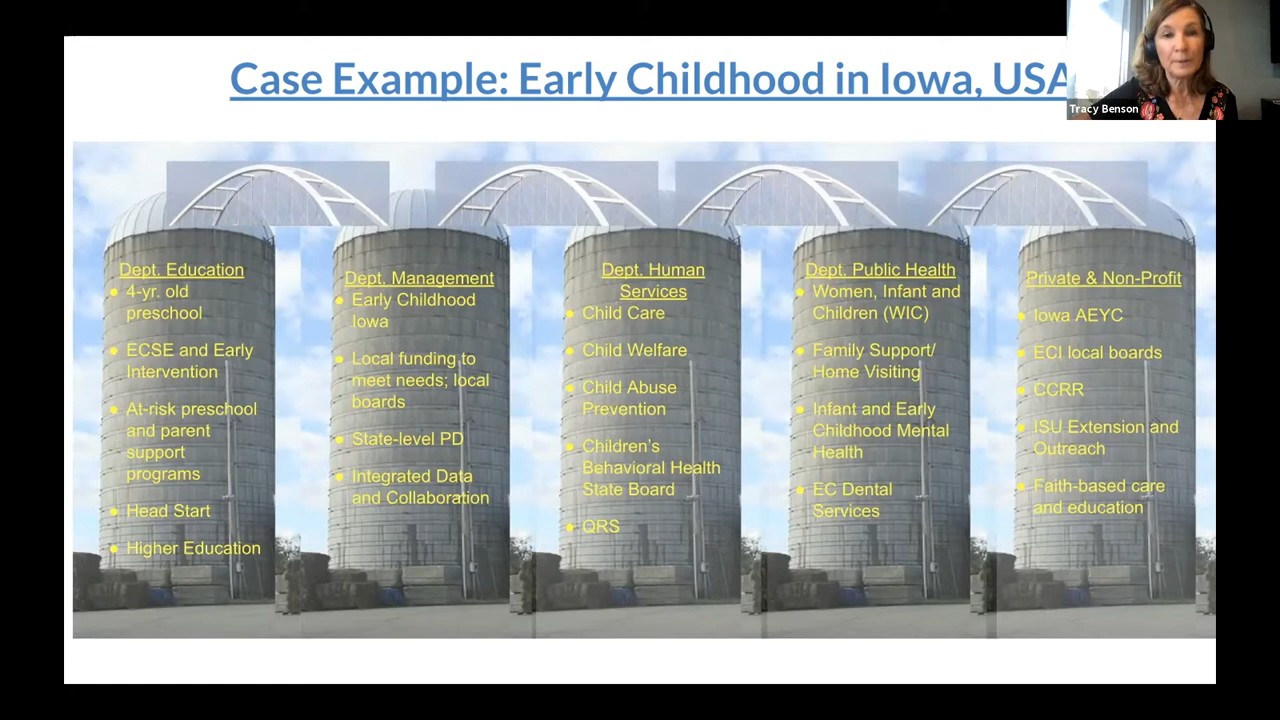 Case Example: Early Childhood in Iowa, USA
Tracy Benson
Dept. Education
• 4-yr. old
preschool
• ECSE and Early
Intervention
• At-risk preschool
and parent
support
programs
• Head Start
• Higher Education
Dept. Management
• Early Childhood
Iowa
• Local funding to
meet needs; local
boards
• State-level PD
• Integrated Data
and Collaboration
Dept. Human
Services
• Child Care
• Child Welfare
• Child Abuse
Prevention
• Children’s
Behavioral Health
State Board
• QRS
Dept. Public Health
• Women, Infant and
Children (WIC)
• Family Support/
Home Visiting
• Infant and Early
Childhood Mental
Health
• EC Dental
Services
Private & Non-Profit
• Iowa AEYC
• ECI local boards
• CCRR
• ISU Extension and
Outreach
• Faith-based care
and education